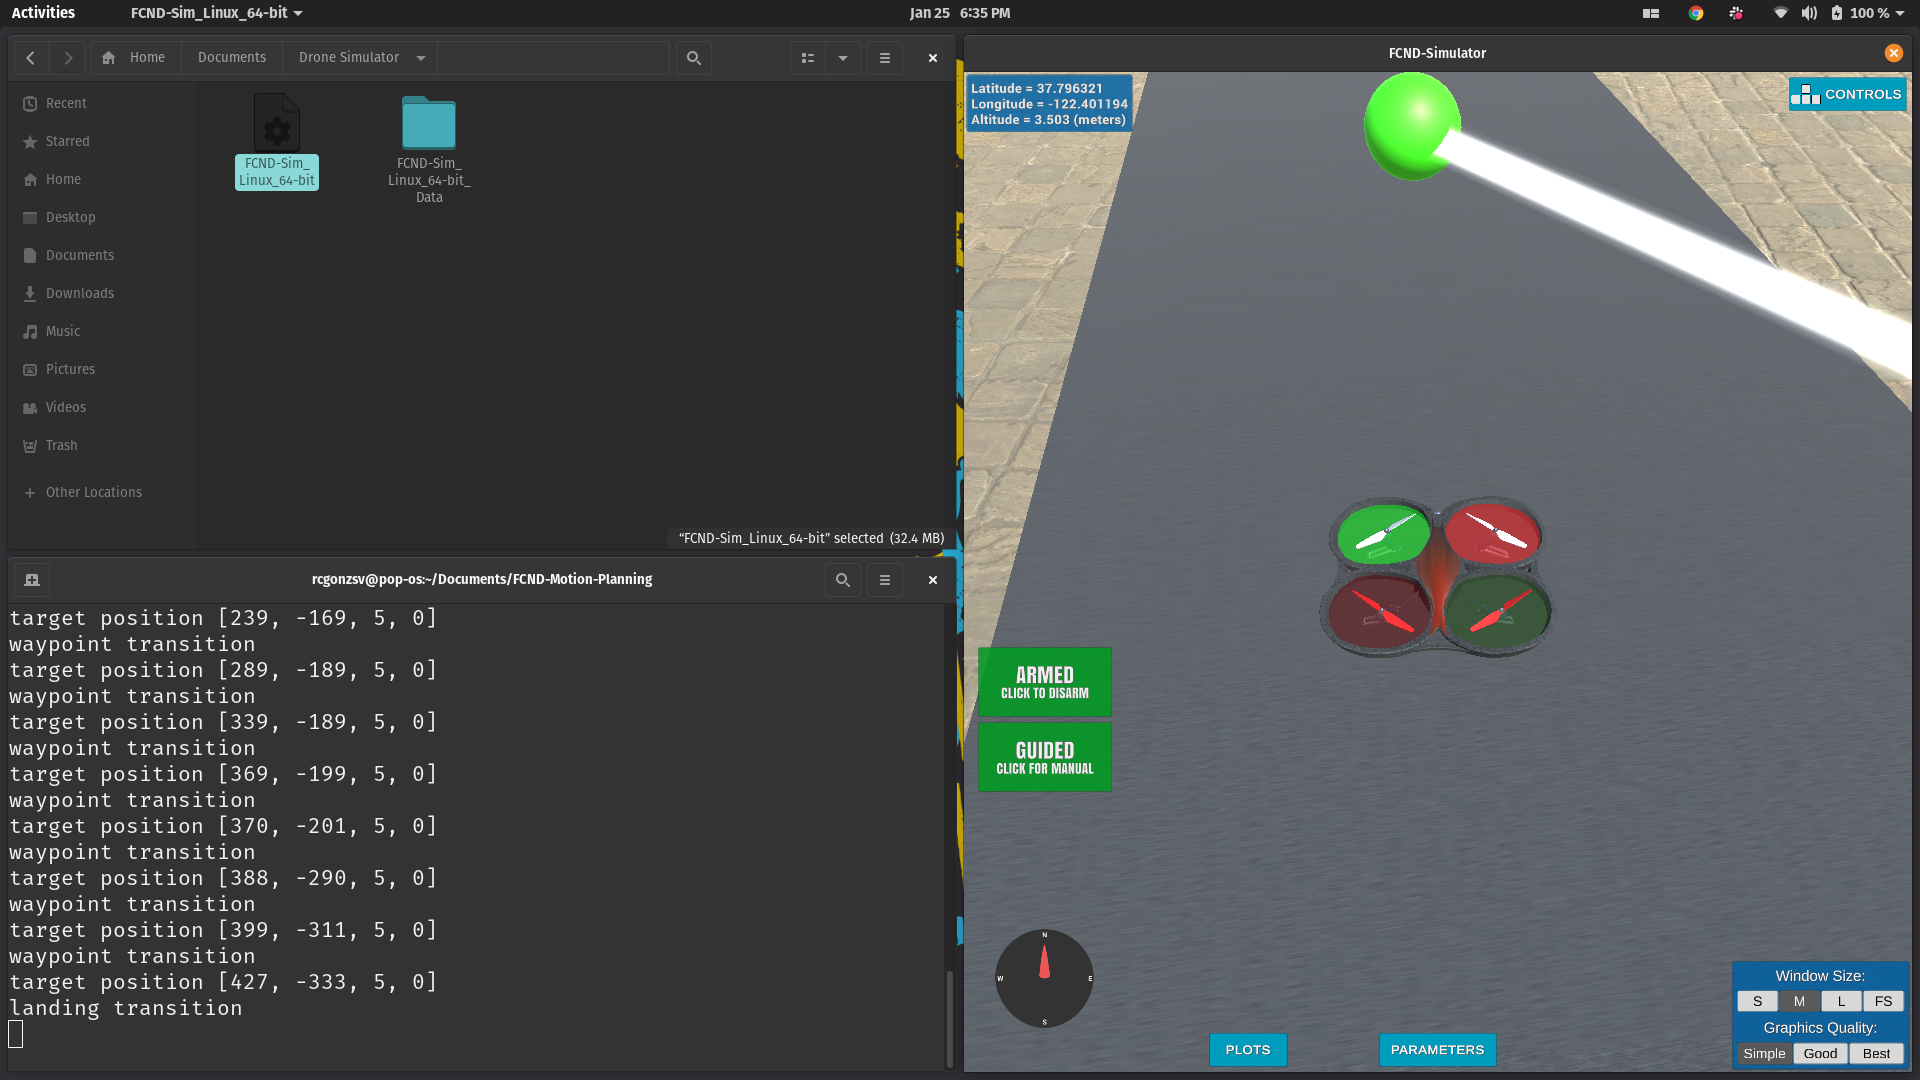 Activities
FCND-Sim_Linux_64-bit
Jan 25 6:35 PM
100 %
Home
Documents
Drone Simulator
Recent
Starred
Home
Desktop
Documents
Downloads
Music
Pictures
Videos
Trash
+ Other Locations
FCND-Sim_
Linux_64-bit
FCND-Sim_
Linux_64-bit_
Data
“FCND-Sim_Linux_64-bit” selected (32.4 MB)
rcgonzsv@pop-os:~/Documents/FCND-Motion-Planning
target position [239, -169, 5, 0]
waypoint transition
target position [289, -189, 5, 0]
waypoint transition
target position [339, -189, 5, 0]
waypoint transition
target position [369, -199, 5, 0]
waypoint transition
target position [370, -201, 5, 0]
waypoint transition
target position [388, -290, 5, 0]
waypoint transition
target position [399, -311, 5, 0]
waypoint transition
target position [427, -333, 5, 0]
landing transition
FCND-Simulator
Latitude = 37.796321
Longitude = -122.401194
Altitude = 3.503 (meters)
CONTROLS
ARMED
CLICK TO DISARM
GUIDED
CLICK FOR MANUAL
N
W E
S
PLOTS
PARAMETERS
Window Size:
S M L FS
Graphics Quality:
Simple Good Best